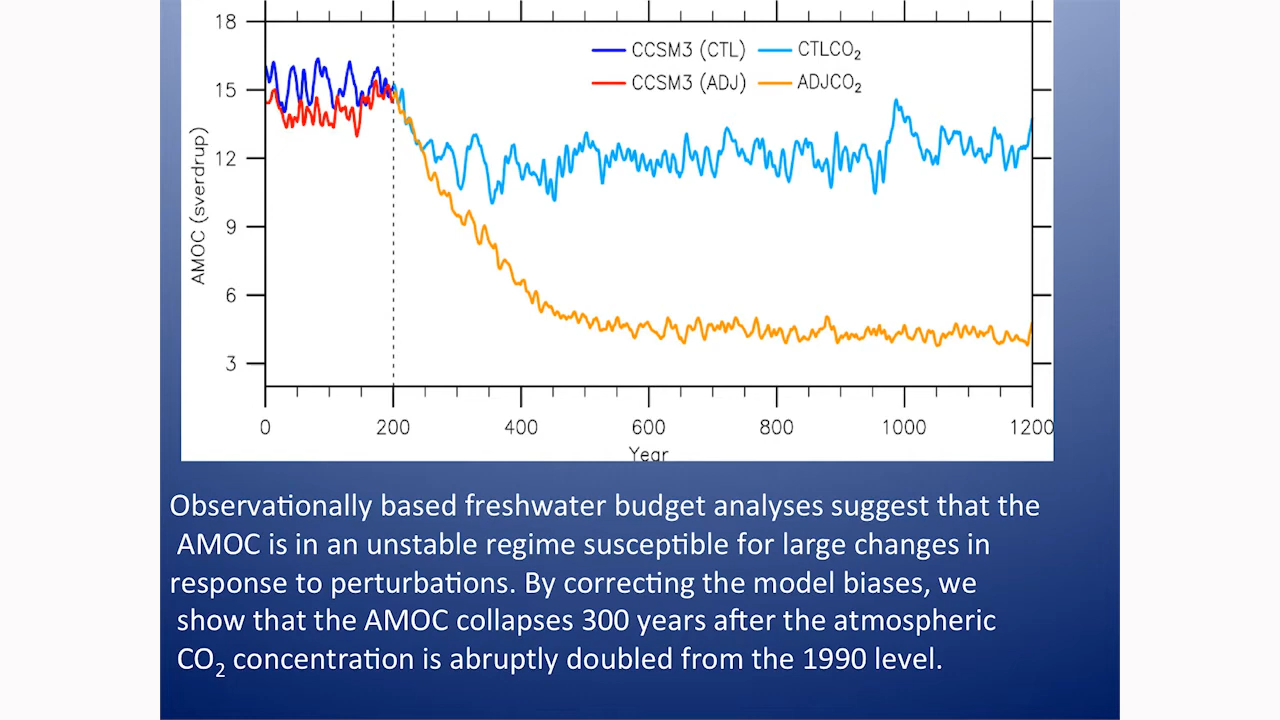 18
15
12
9
6
3
AMOC (sverdrup)
CCSM3 (CTL)
CTLCO₂
CCSM3 (ADJ)
ADJCO₂
0 200 400 600 800 1000 1200
Year
Observationally based freshwater budget analyses suggest that the
AMOC is in an unstable regime susceptible for large changes in
response to perturbations. By correcting the model biases, we
show that the AMOC collapses 300 years after the atmospheric
CO₂ concentration is abruptly doubled from the 1990 level.